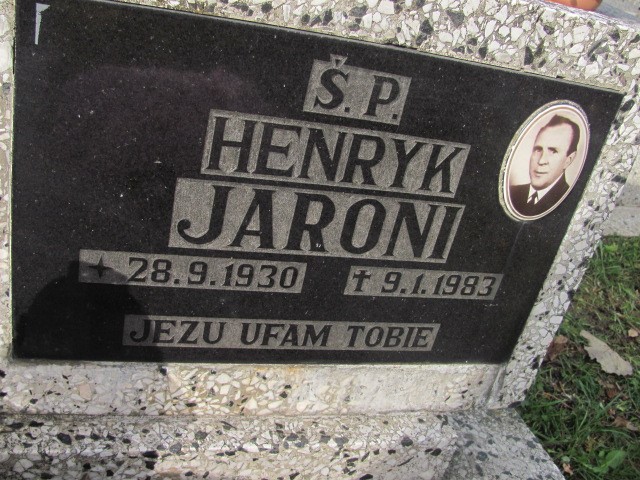 Ś.P.
HENRYK
JARONI
✦ 28.9.1930 ✝ 9.1.1983
JEZU UFAM TOBIE